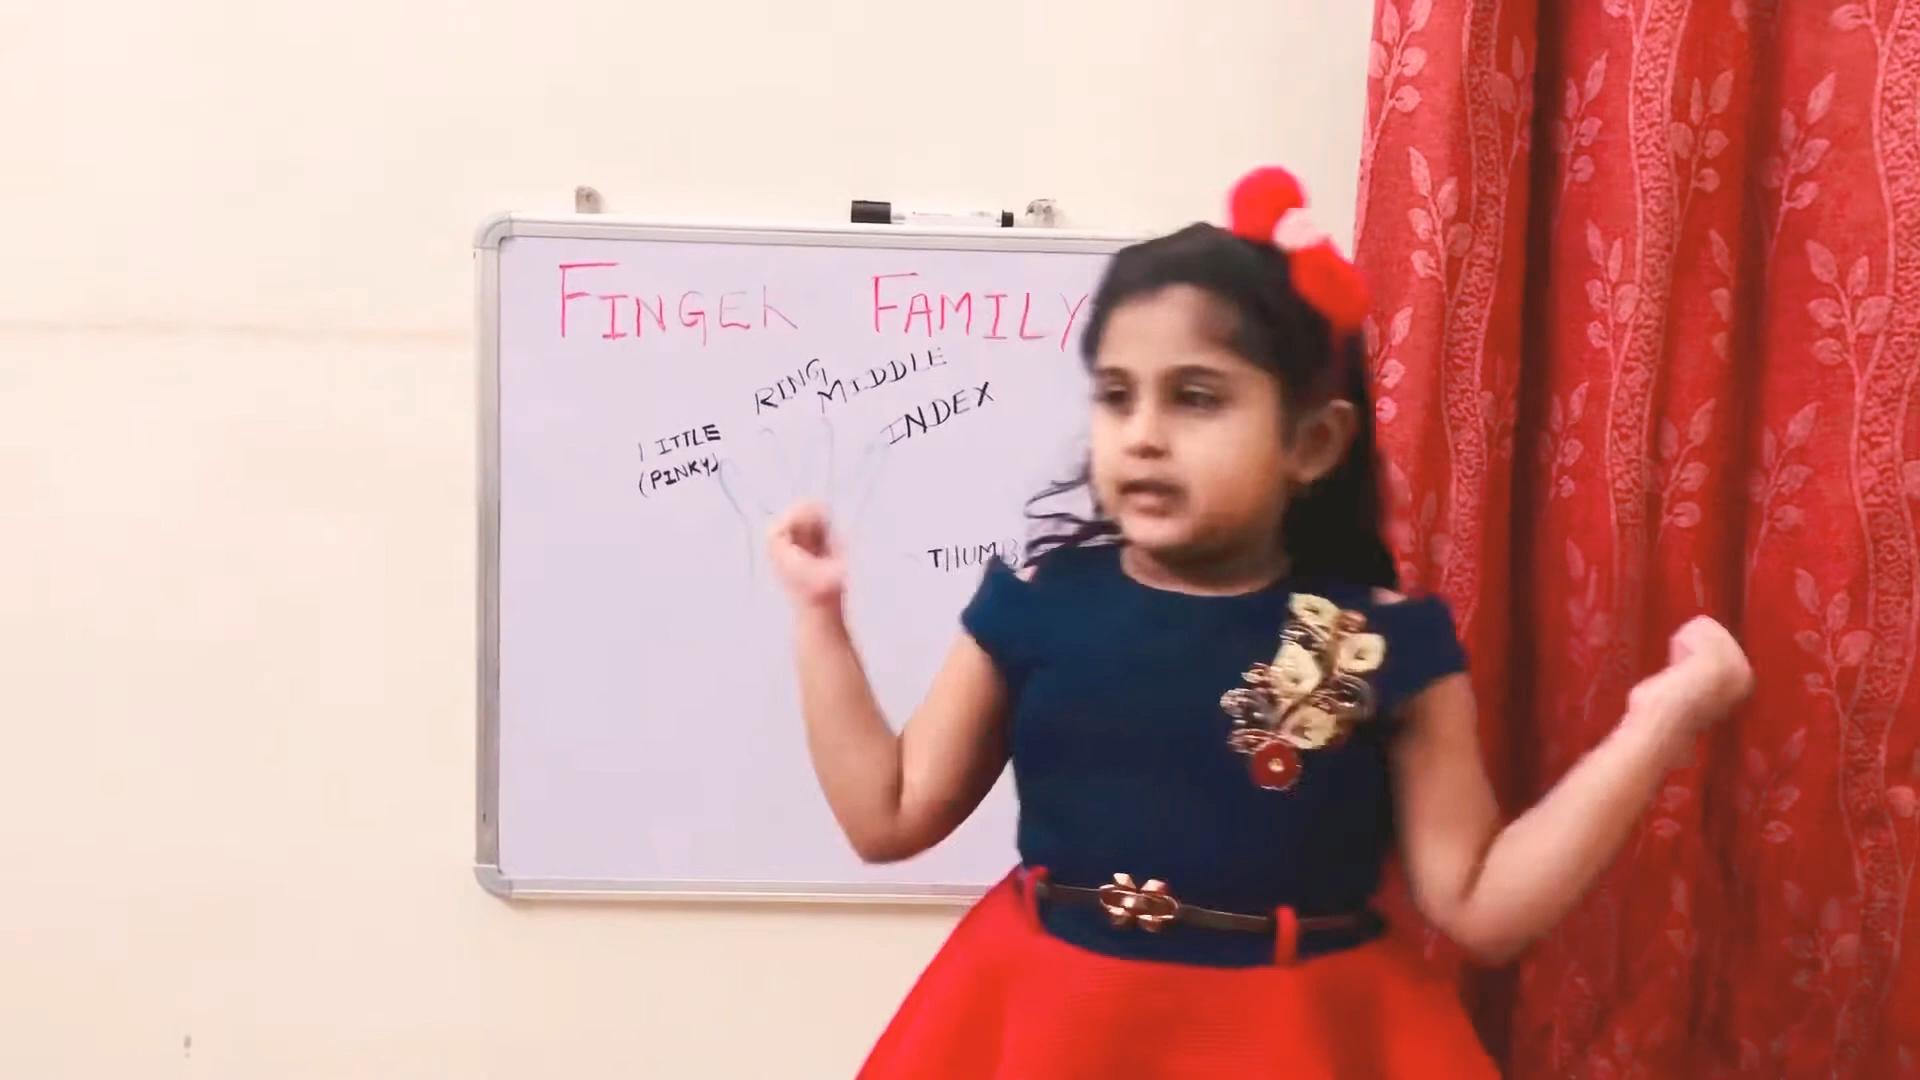 FINGER FAMILY
RING
MIDDLE
INDEX
LITTLE
(PINKY)
THUMB